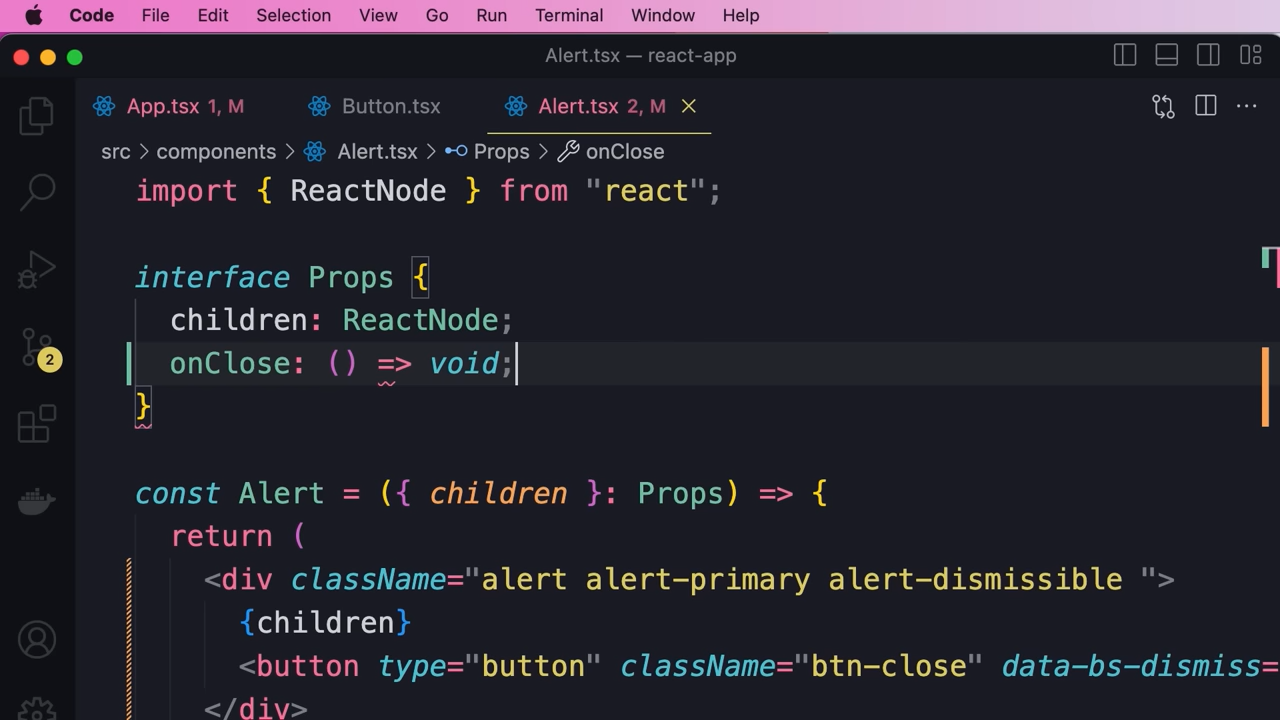 Code File Edit Selection View Go Run Terminal Window Help
Alert.tsx — react-app
App.tsx 1, M Button.tsx Alert.tsx 2, M
src > components > Alert.tsx > Props > onClose
import { ReactNode } from "react";
interface Props {
children: ReactNode;
onClose: () => void;
2
}
const Alert = ({ children }: Props) => {
return (
<div className="alert alert-primary alert-dismissible ">
{children}
<button type="button" className="btn-close" data-bs-dismiss=
</div>